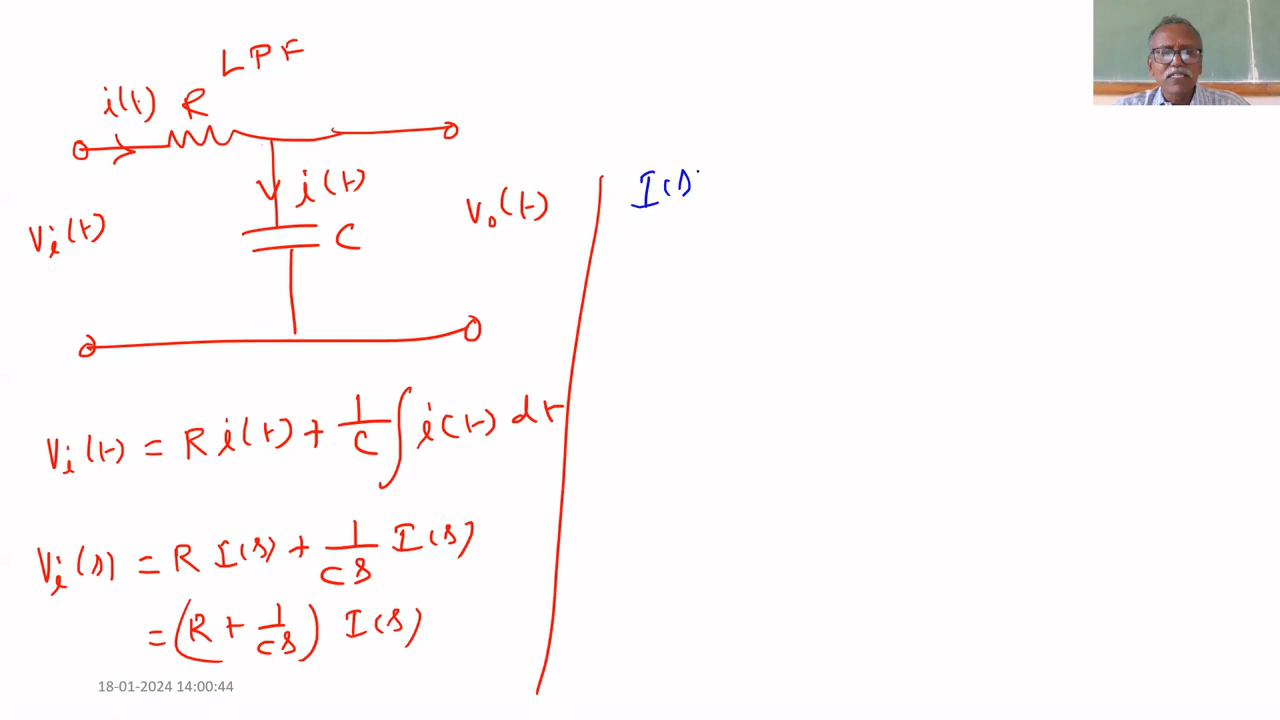 LPF
i(t) R
i(t)
Vi(t)
C
Vo(t)
Vi(t) = R i(t) + 1/C ∫ i(t) dt
Vi(s) = R I(s) + 1/CS I(s)
= (R + 1/CS) I(s)
18-01-2024 14:00:44
I(s)